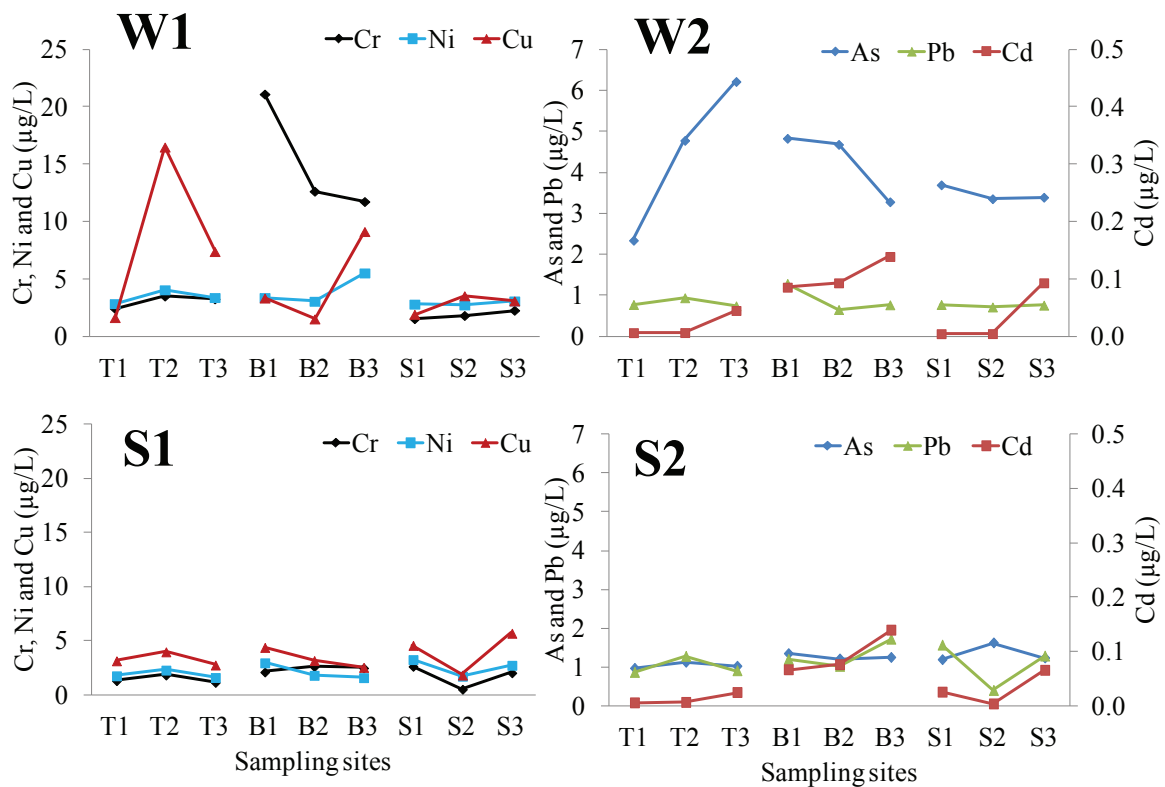 W1
Cr Ni Cu
25
20
15
10
5
0
Cr, Ni and Cu (µg/L)
T1 T2 T3 B1 B2 B3 S1 S2 S3
W2
As Pb Cd
7
6
5
4
3
2
1
0
As and Pb (µg/L)
0.5
0.4
0.3
0.2
0.1
0.0
Cd (µg/L)
T1 T2 T3 B1 B2 B3 S1 S2 S3
S1
Cr Ni Cu
25
20
15
10
5
0
Cr, Ni and Cu (µg/L)
T1 T2 T3 B1 B2 B3 S1 S2 S3
Sampling sites
S2
As Pb Cd
7
6
5
4
3
2
1
0
As and Pb (µg/L)
0.5
0.4
0.3
0.2
0.1
0.0
Cd (µg/L)
T1 T2 T3 B1 B2 B3 S1 S2 S3
Sampling sites